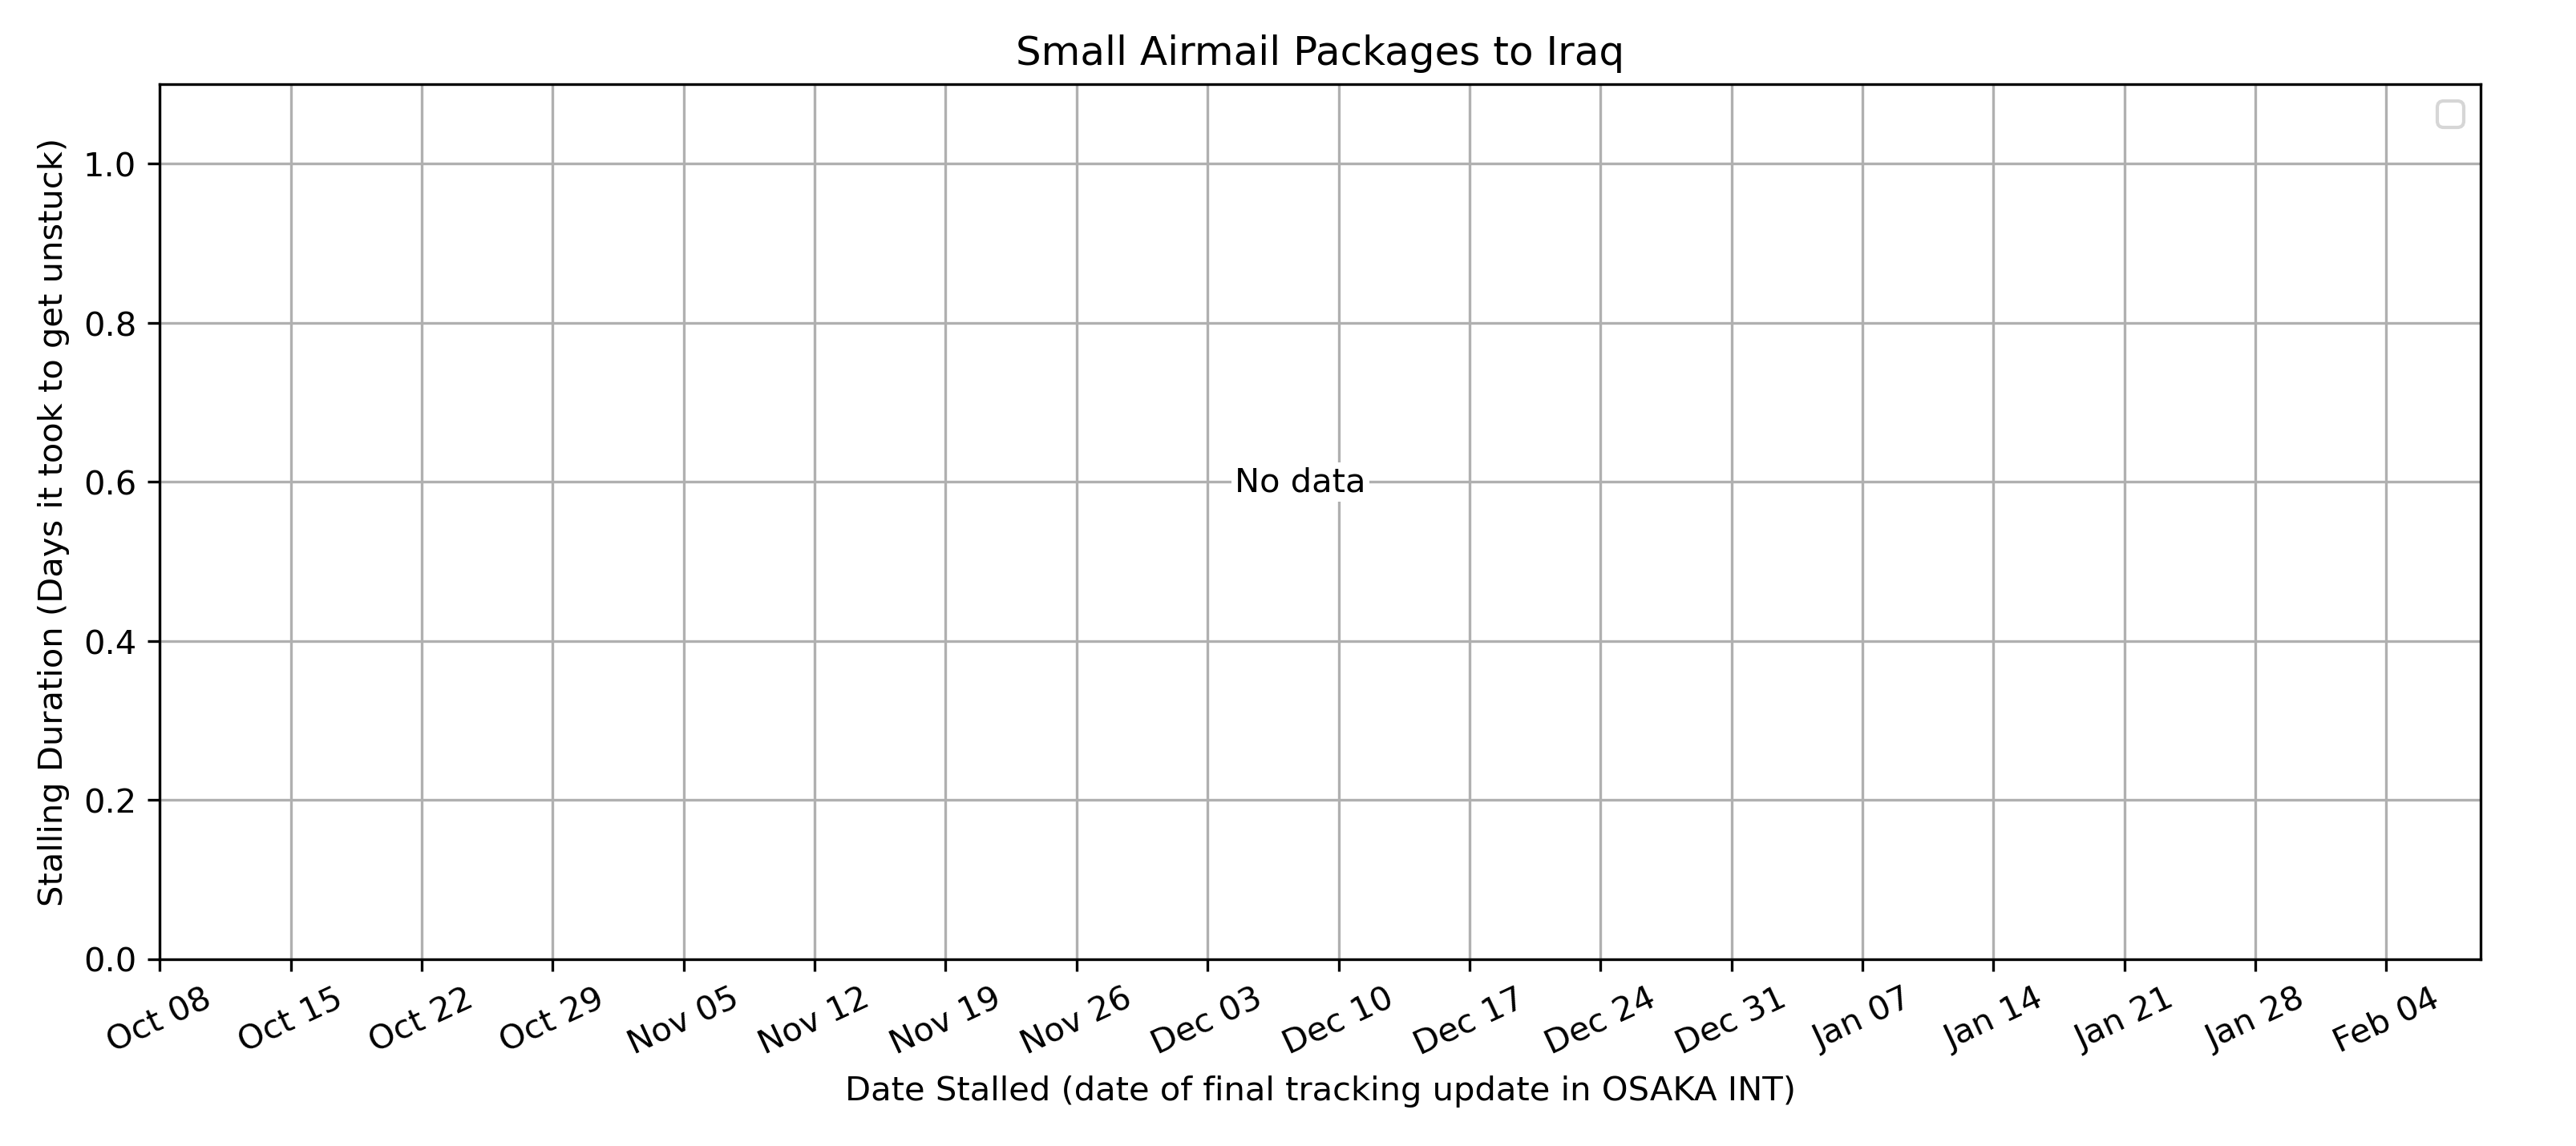 Small Airmail Packages to Iraq
Stalling Duration (Days it took to get unstuck)
1.0
0.8
0.6
0.4
0.2
0.0
No data
Oct 08 Oct 15 Oct 22 Oct 29 Nov 05 Nov 12 Nov 19 Nov 26 Dec 03 Dec 10 Dec 17 Dec 24 Dec 31 Jan 07 Jan 14 Jan 21 Jan 28 Feb 04
Date Stalled (date of final tracking update in OSAKA INT)